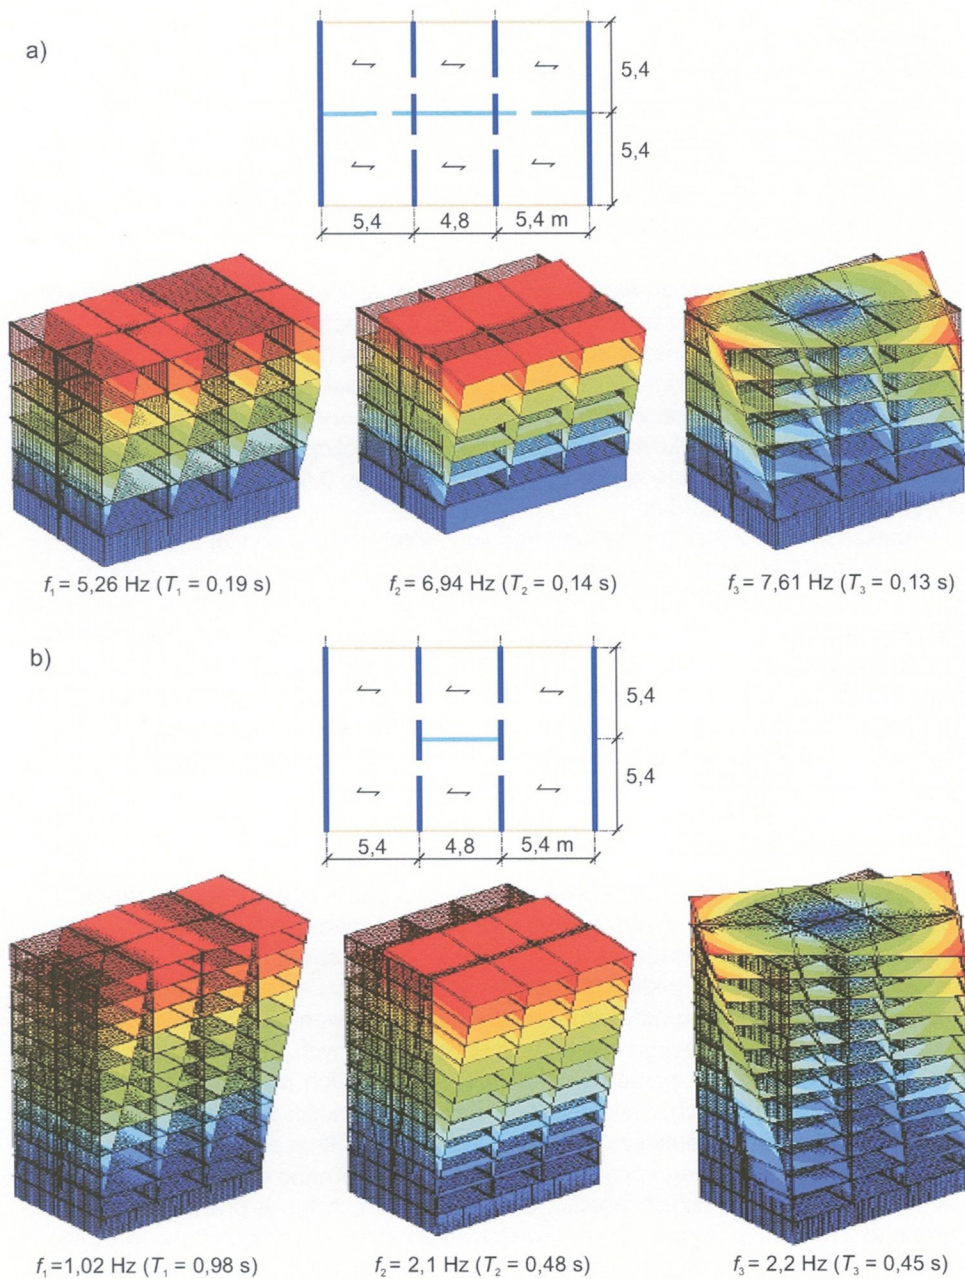 a)
5,4
5,4
5,4
4,8
5,4 m
f₁ = 5,26 Hz (T₁ = 0,19 s)
f₂ = 6,94 Hz (T₂ = 0,14 s)
f₃ = 7,61 Hz (T₃ = 0,13 s)
b)
5,4
5,4
5,4
4,8
5,4 m
f₁ =1,02 Hz (T₁ = 0,98 s)
f₂ = 2,1 Hz (T₂ = 0,48 s)
f₃ = 2,2 Hz (T₃ = 0,45 s)